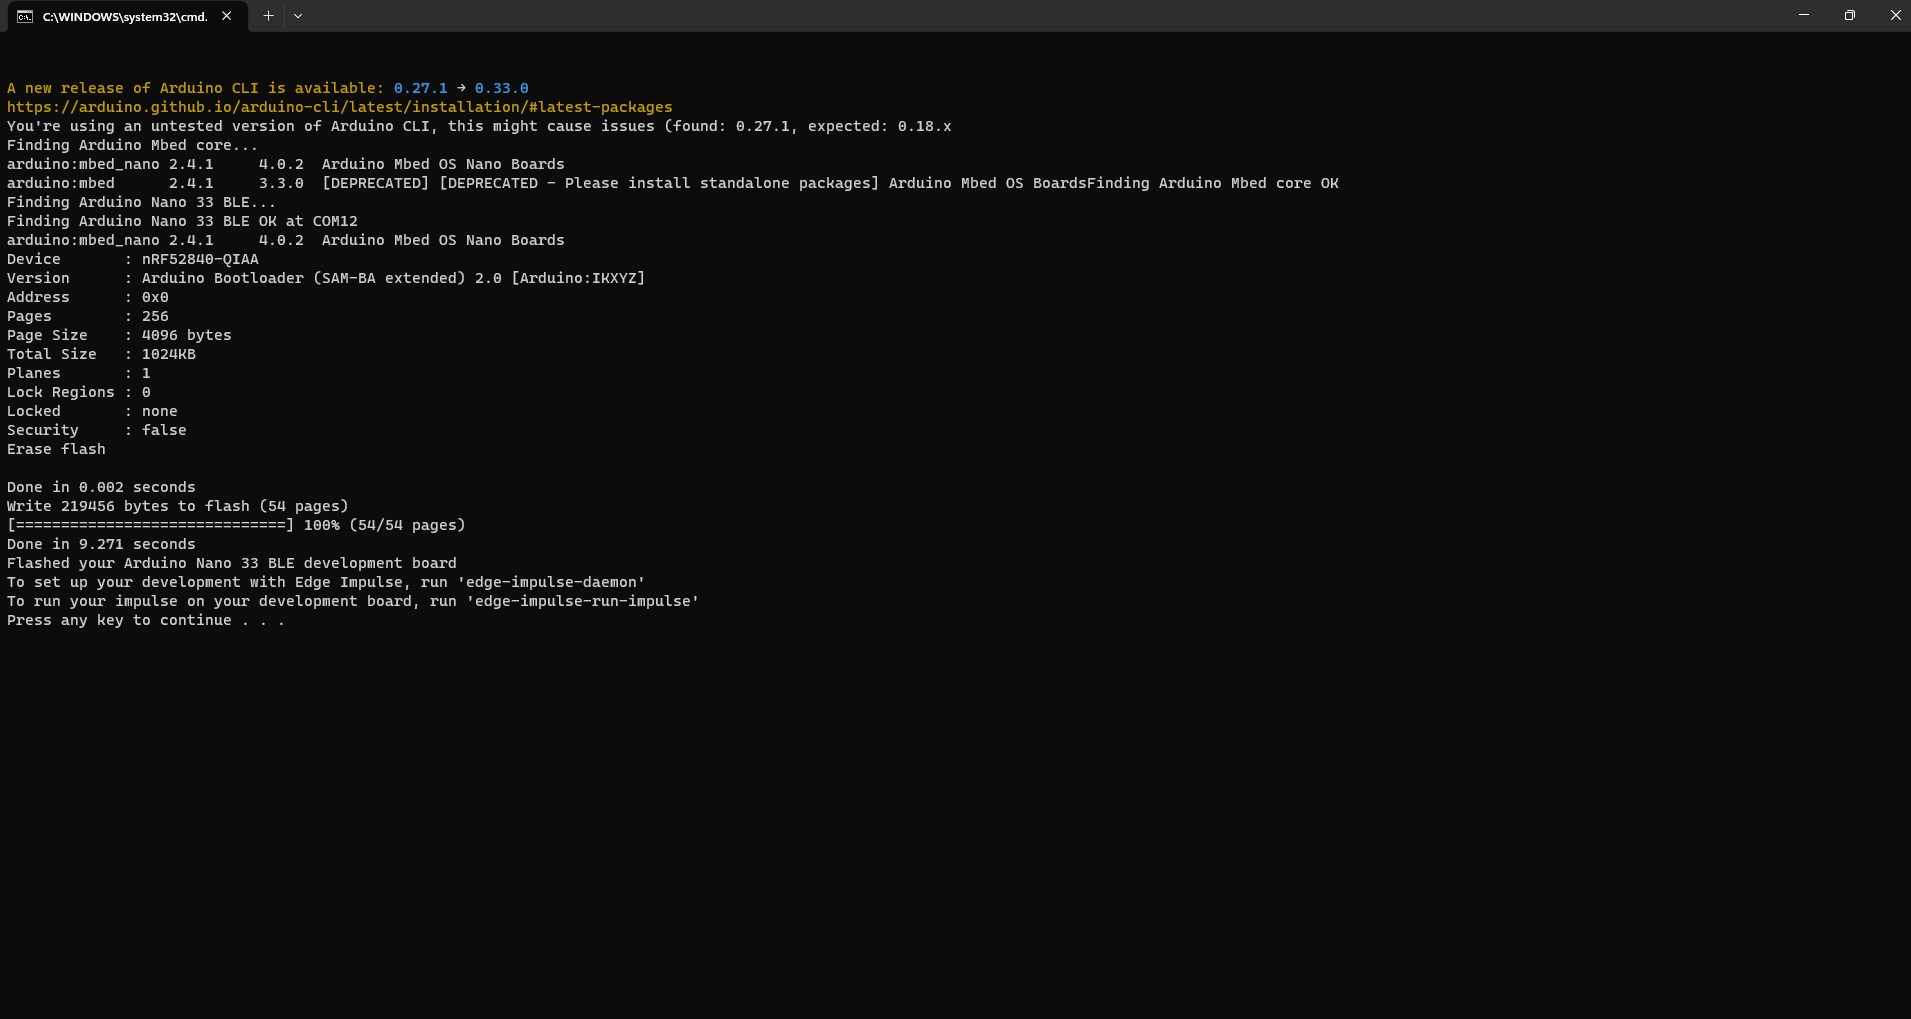 C:\WINDOWS\system32\cmd.
A new release of Arduino CLI is available: 0.27.1 → 0.33.0
https://arduino.github.io/arduino-cli/latest/installation/#latest-packages
You're using an untested version of Arduino CLI, this might cause issues (found: 0.27.1, expected: 0.18.x
Finding Arduino Mbed core...
arduino:mbed_nano 2.4.1     4.0.2  Arduino Mbed OS Nano Boards
arduino:mbed      2.4.1     3.3.0  [DEPRECATED] [DEPRECATED - Please install standalone packages] Arduino Mbed OS BoardsFinding Arduino Mbed core OK
Finding Arduino Nano 33 BLE...
Finding Arduino Nano 33 BLE OK at COM12
arduino:mbed_nano 2.4.1     4.0.2  Arduino Mbed OS Nano Boards
Device       : nRF52840-QIAA
Version      : Arduino Bootloader (SAM-BA extended) 2.0 [Arduino:IKXYZ]
Address      : 0x0
Pages        : 256
Page Size    : 4096 bytes
Total Size   : 1024KB
Planes       : 1
Lock Regions : 0
Locked       : none
Security     : false
Erase flash
Done in 0.002 seconds
Write 219456 bytes to flash (54 pages)
[==============================] 100% (54/54 pages)
Done in 9.271 seconds
Flashed your Arduino Nano 33 BLE development board
To set up your development with Edge Impulse, run 'edge-impulse-daemon'
To run your impulse on your development board, run 'edge-impulse-run-impulse'
Press any key to continue . . .